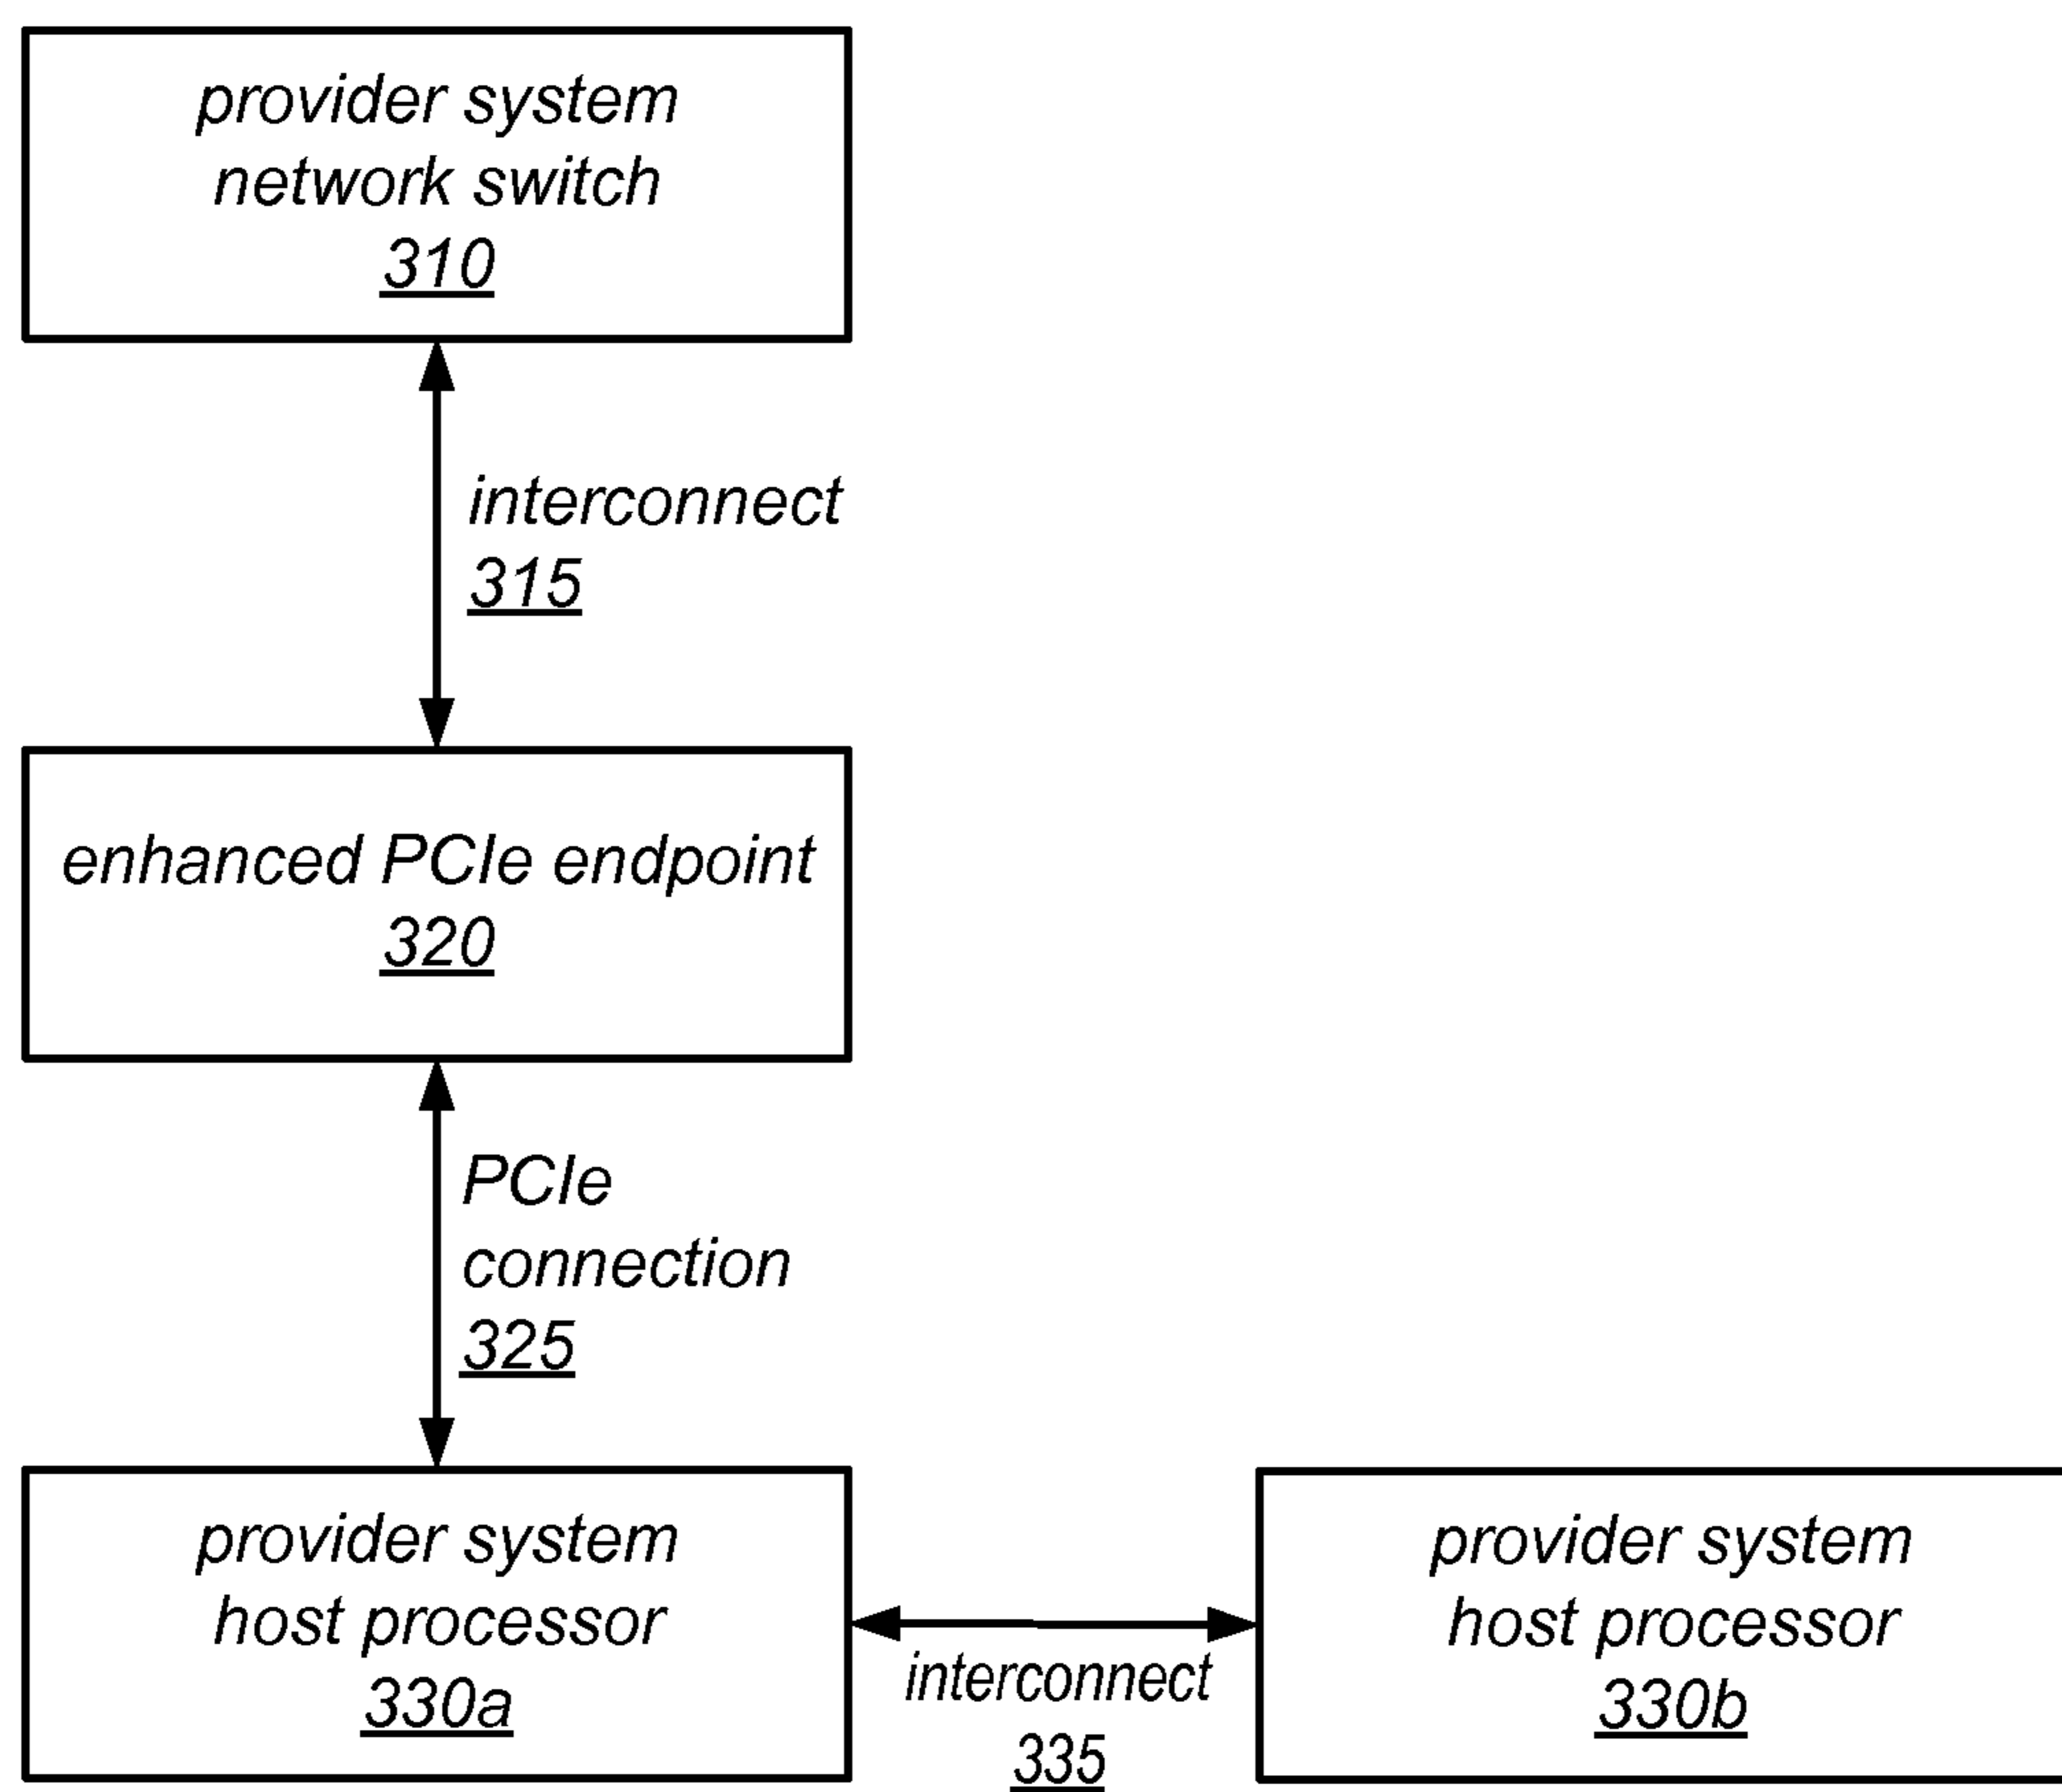 provider system
network switch
310
interconnect
315
enhanced PCIe endpoint
320
PCIe
connection
325
provider system
host processor
330a
interconnect
335
provider system
host processor
330b